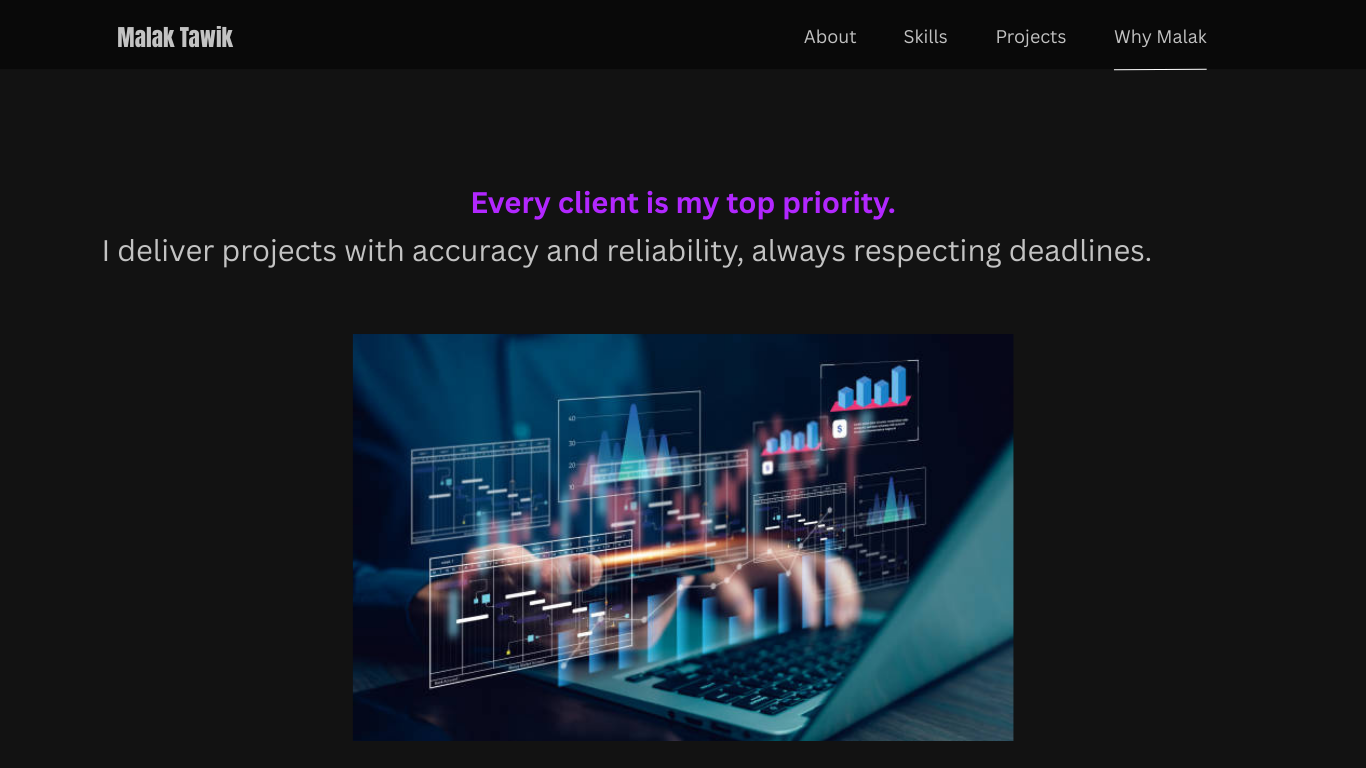 Malak Tawik
About
Skills
Projects
Why Malak
Every client is my top priority.
I deliver projects with accuracy and reliability, always respecting deadlines.
40
30
20
10
$
$